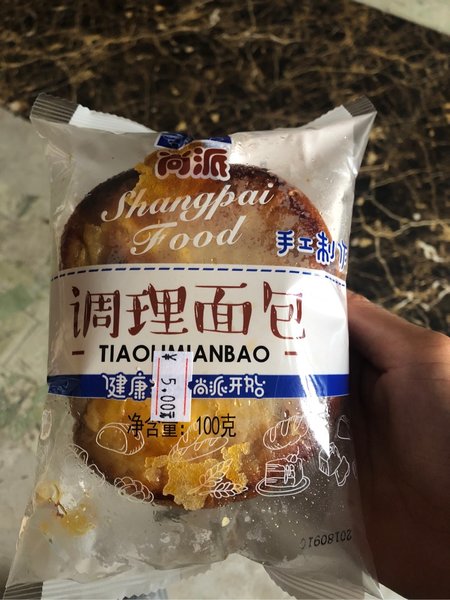 尚派
Shangpai
Food
手工制作
调理面包
TIAOLIMIANBAO
¥ 5.00
健康 尚派开始
净含量: 100克